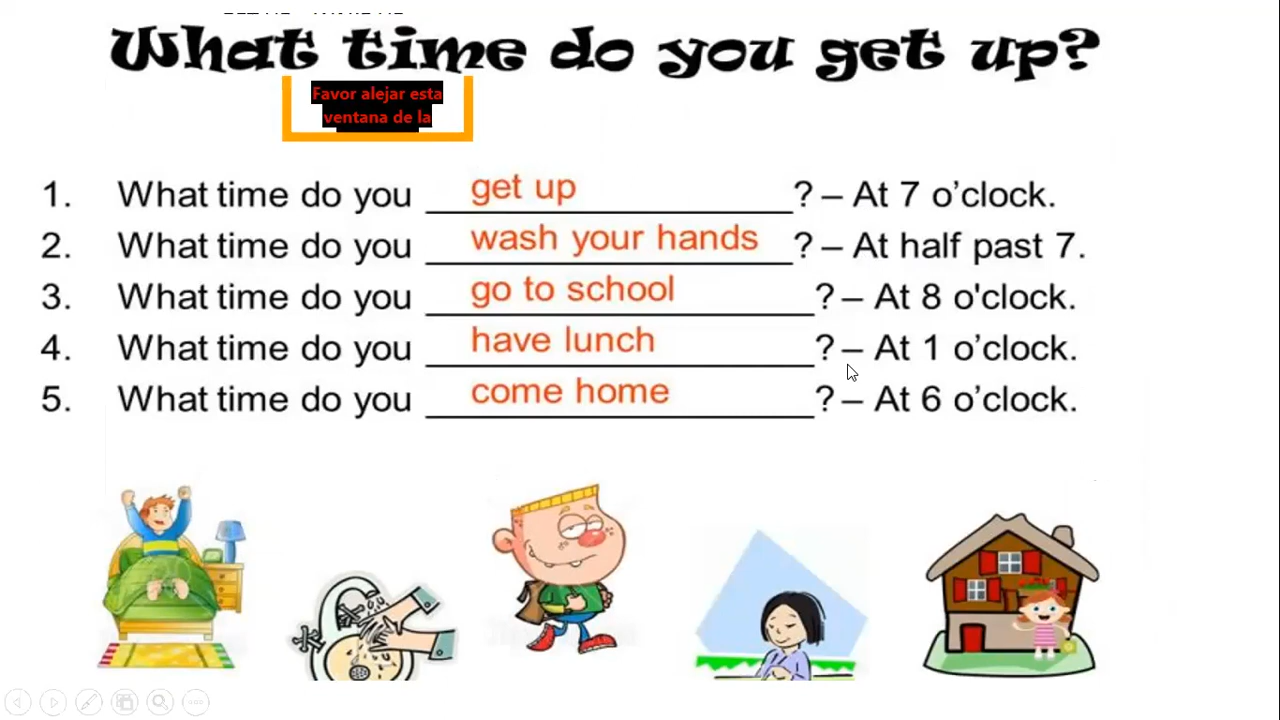 What time do you get up?
Favor alejar esta
ventana de la
1. What time do you get up ? – At 7 o’clock.
2. What time do you wash your hands ? – At half past 7.
3. What time do you go to school ? – At 8 o'clock.
4. What time do you have lunch ? – At 1 o’clock.
5. What time do you come home ? – At 6 o’clock.